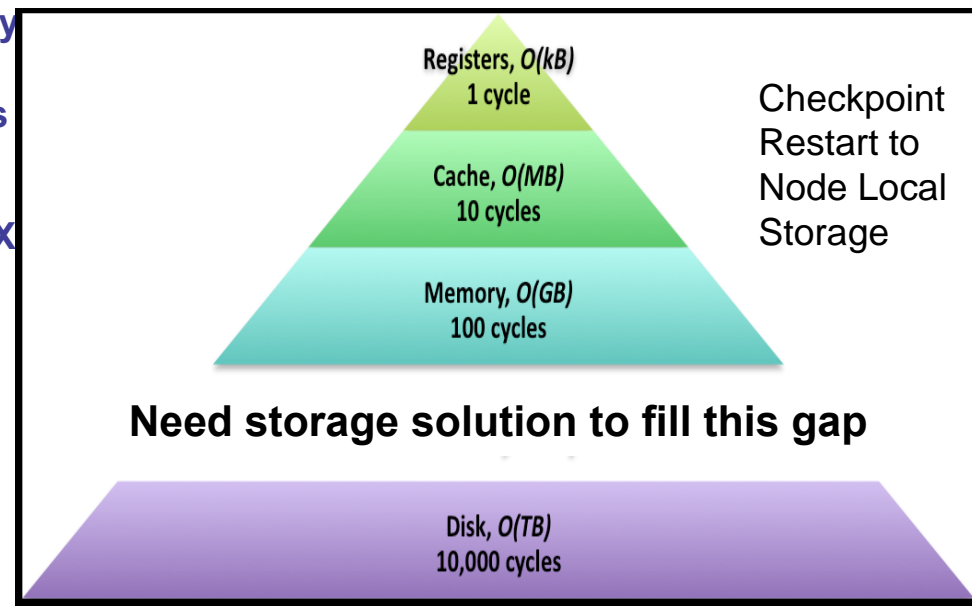 y
s
X
Registers, O(kB)
1 cycle
Cache, O(MB)
10 cycles
Memory, O(GB)
100 cycles
Checkpoint
Restart to
Node Local
Storage
Need storage solution to fill this gap
Disk, O(TB)
10,000 cycles